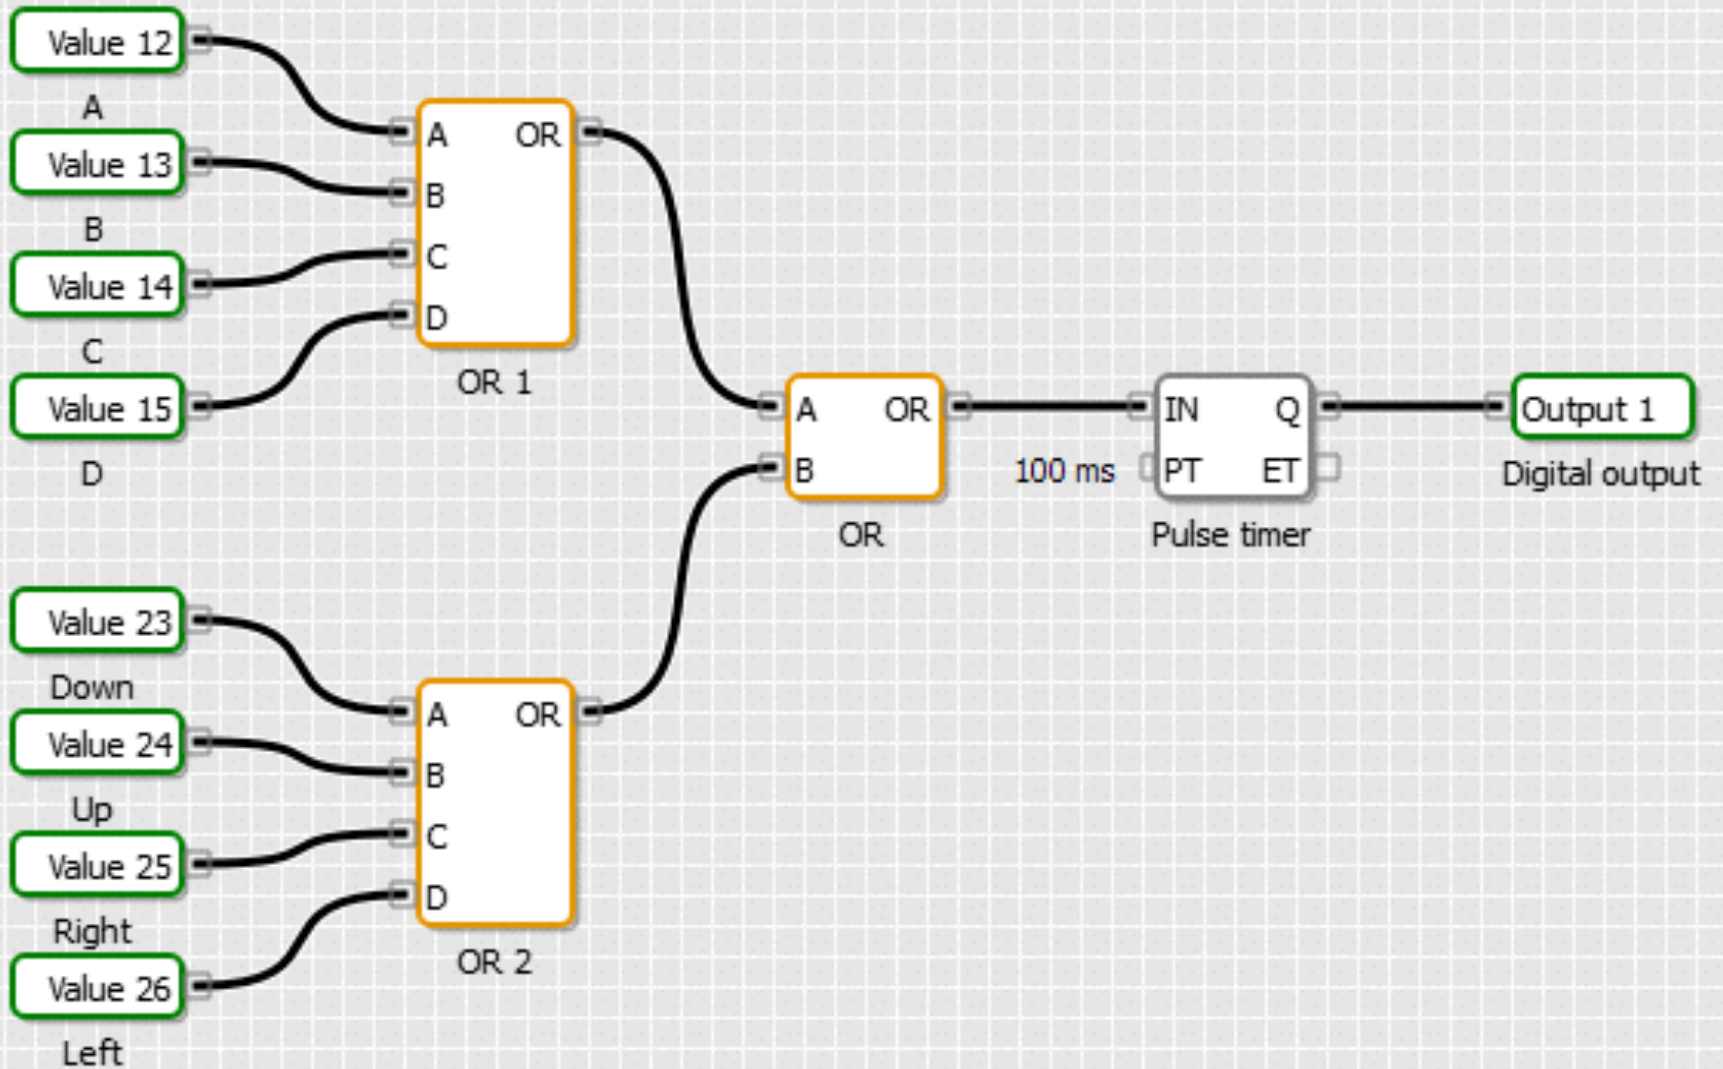 Value 12
A
Value 13
B
Value 14
C
Value 15
D
A OR
B
C
D
OR 1
Value 23
Down
Value 24
Up
Value 25
Right
Value 26
Left
A OR
B
C
D
OR 2
A OR
B
OR
100 ms
IN Q
PT ET
Pulse timer
Output 1
Digital output